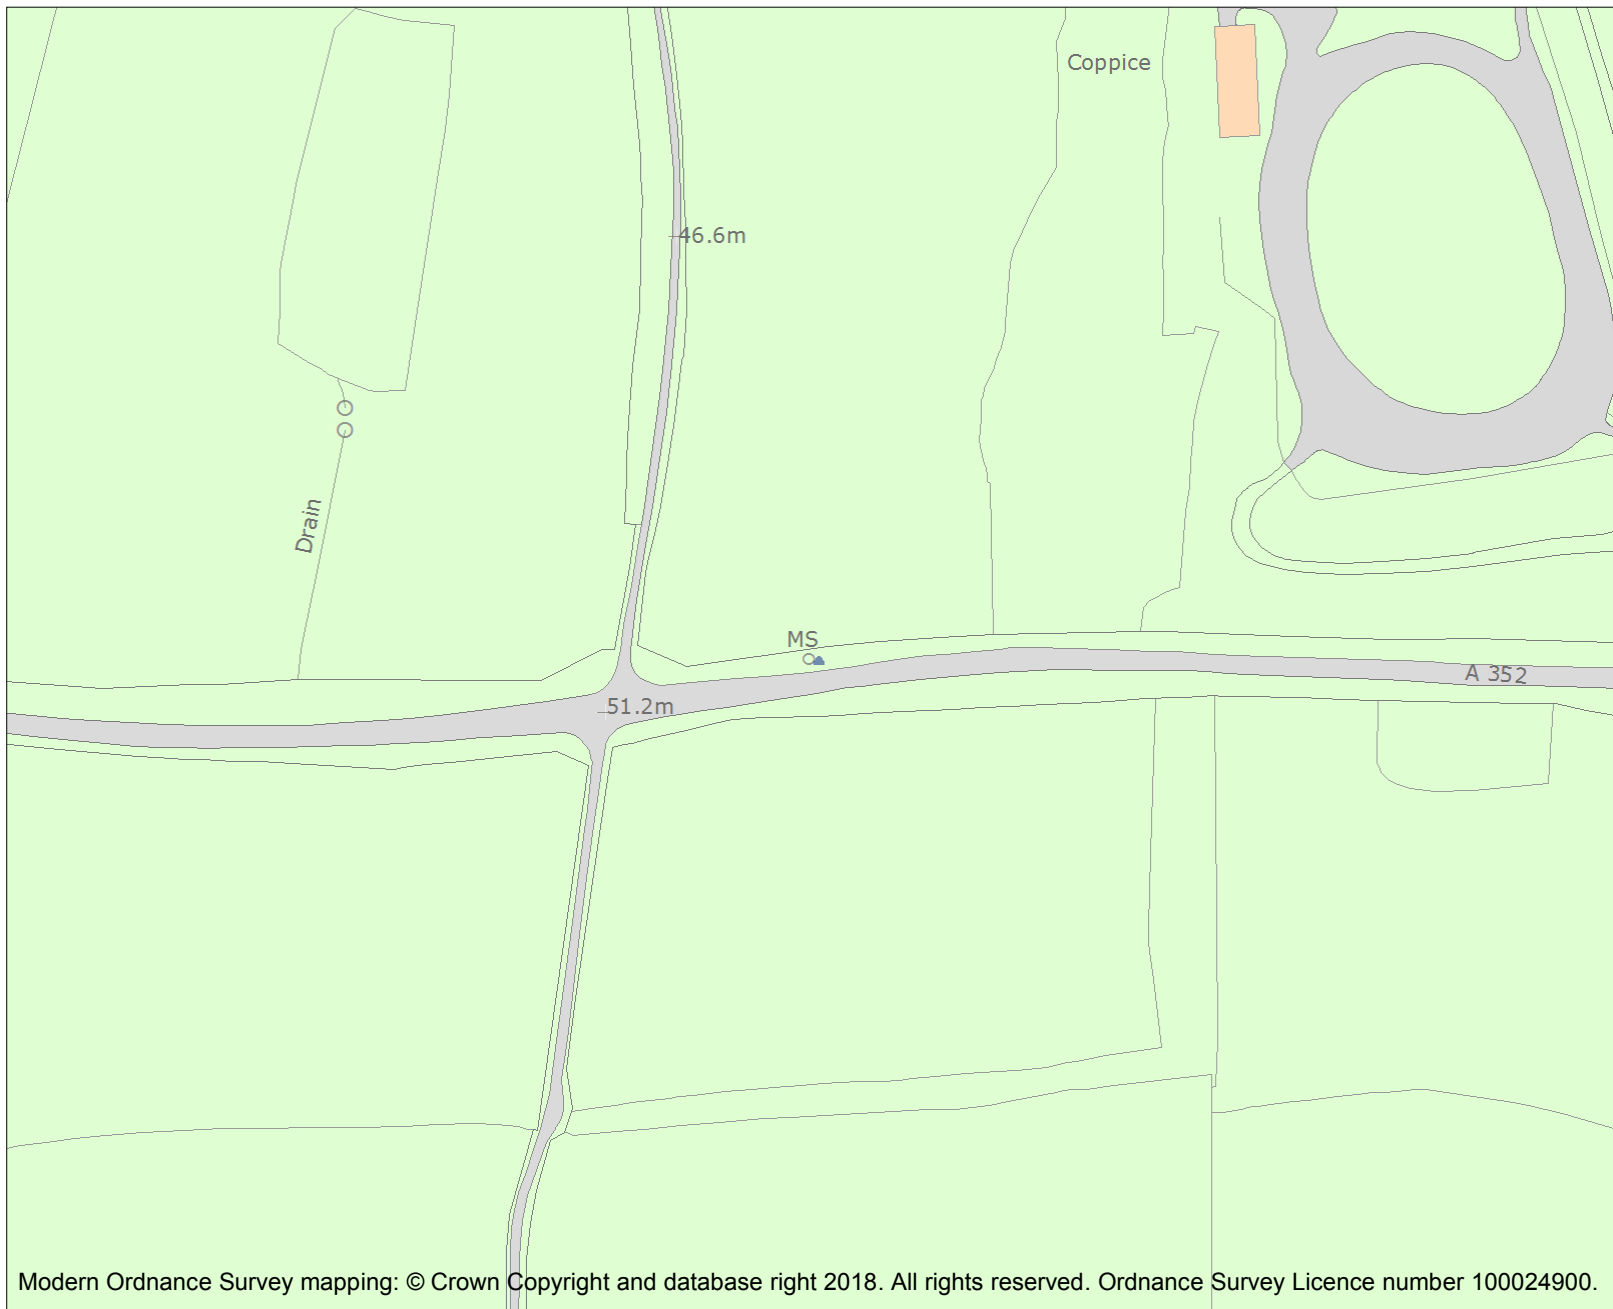 Coppice
46.6m
Drain
MS
A 352
51.2m
Modern Ordnance Survey mapping: © Crown Copyright and database right 2018. All rights reserved. Ordnance Survey Licence number 100024900.